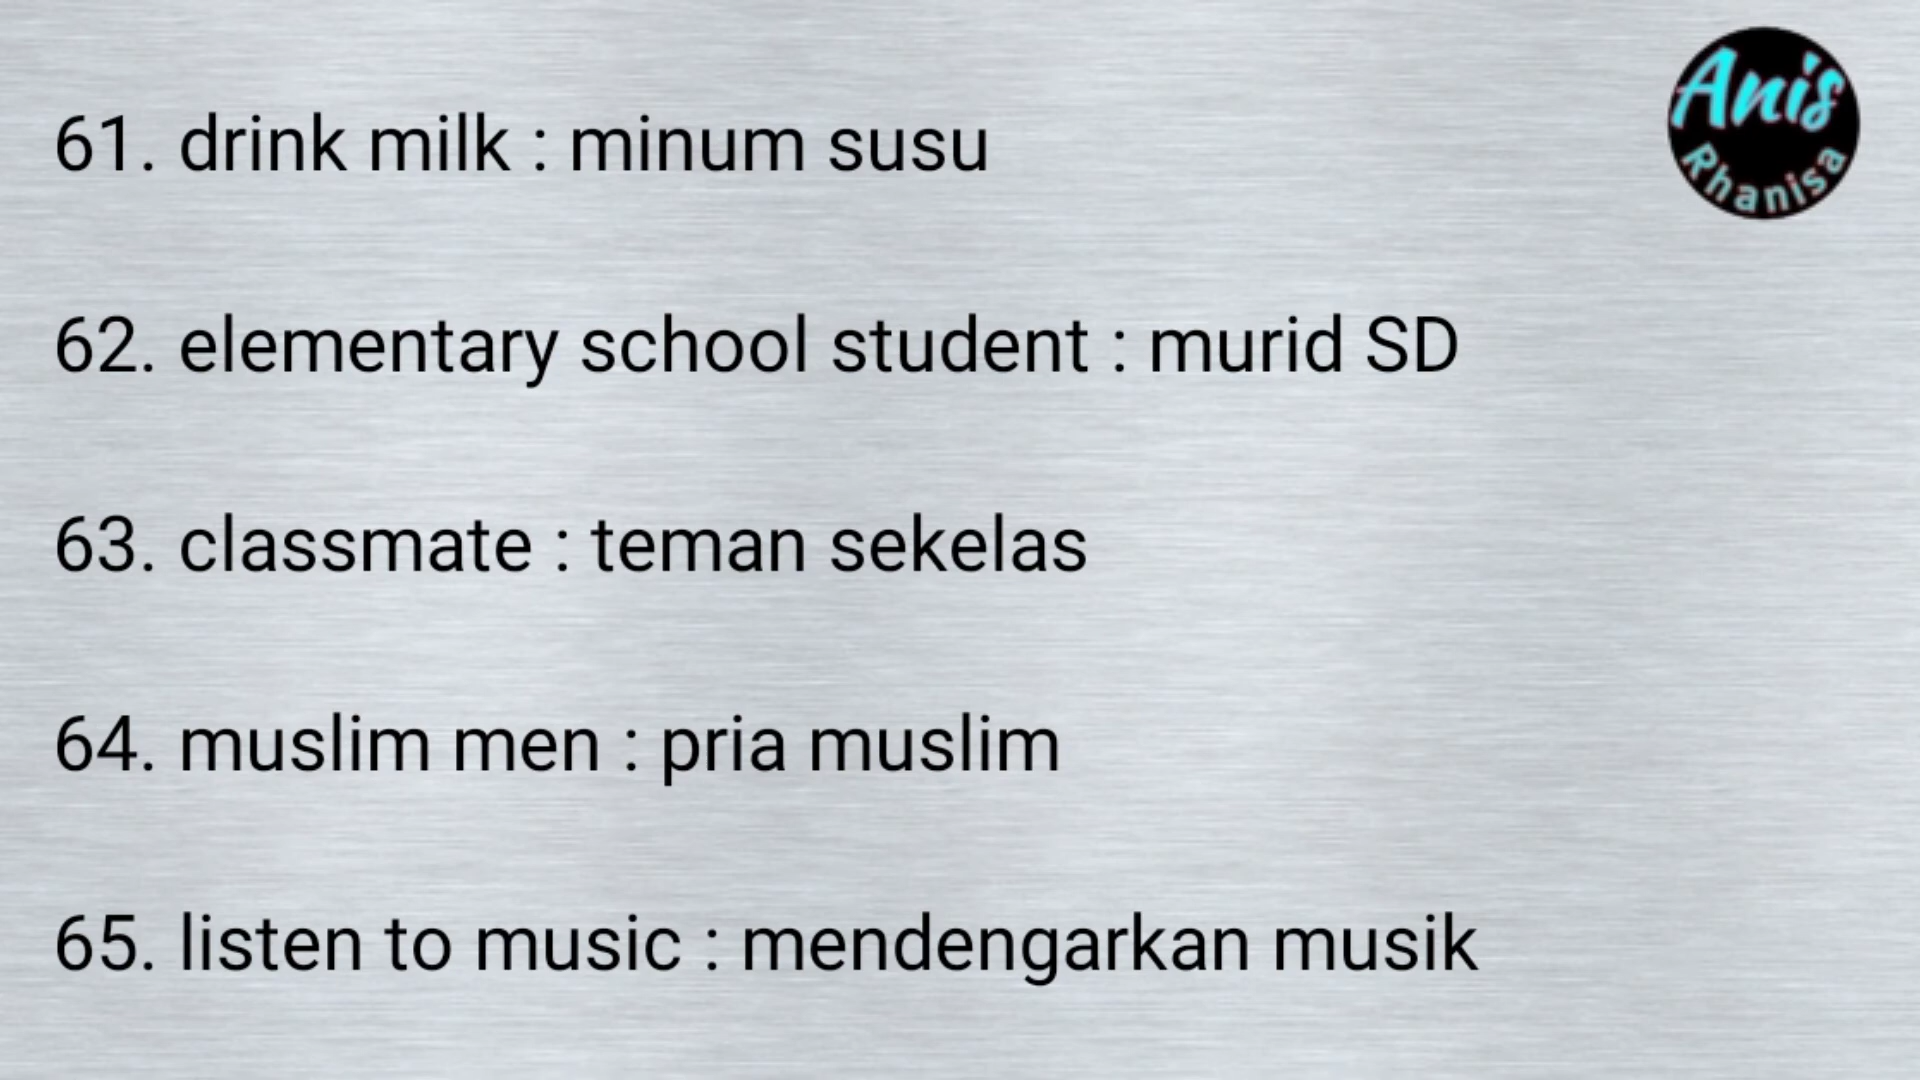 Anis
Rhanisa
61. drink milk : minum susu
62. elementary school student : murid SD
63. classmate : teman sekelas
64. muslim men : pria muslim
65. listen to music : mendengarkan musik